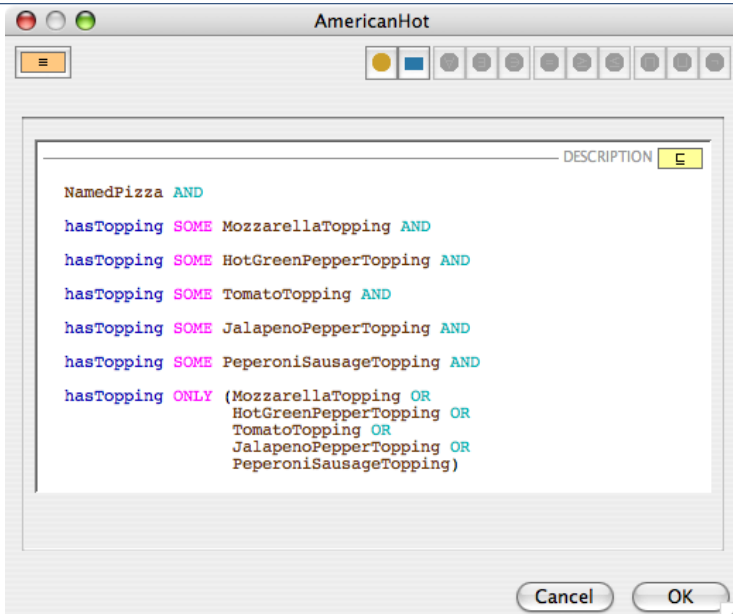 AmericanHot
≡
DESCRIPTION ⊑
NamedPizza AND
hasTopping SOME MozzarellaTopping AND
hasTopping SOME HotGreenPepperTopping AND
hasTopping SOME TomatoTopping AND
hasTopping SOME JalapenoPepperTopping AND
hasTopping SOME PeperoniSausageTopping AND
hasTopping ONLY (MozzarellaTopping OR
HotGreenPepperTopping OR
TomatoTopping OR
JalapenoPepperTopping OR
PeperoniSausageTopping)
Cancel OK